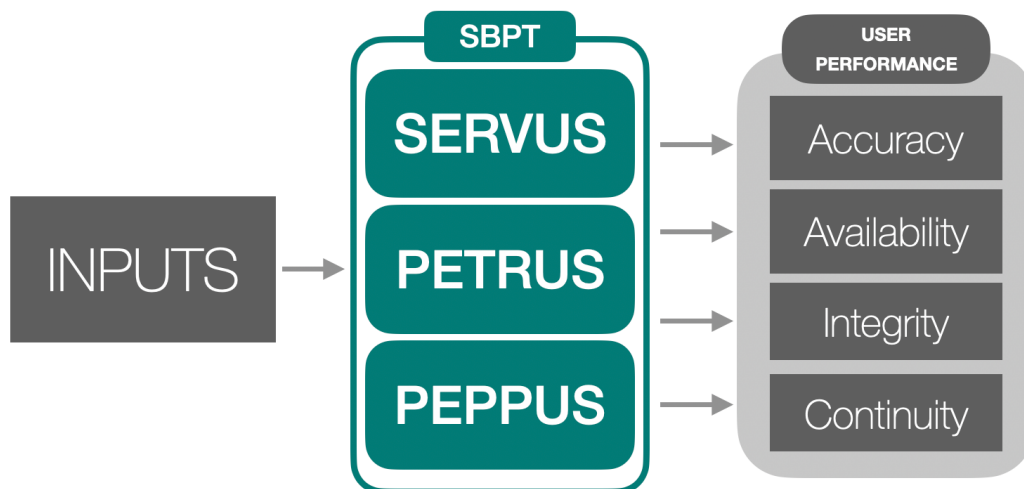 INPUTS
SBPT
SERVUS
PETRUS
PEPPUS
USER
PERFORMANCE
Accuracy
Availability
Integrity
Continuity